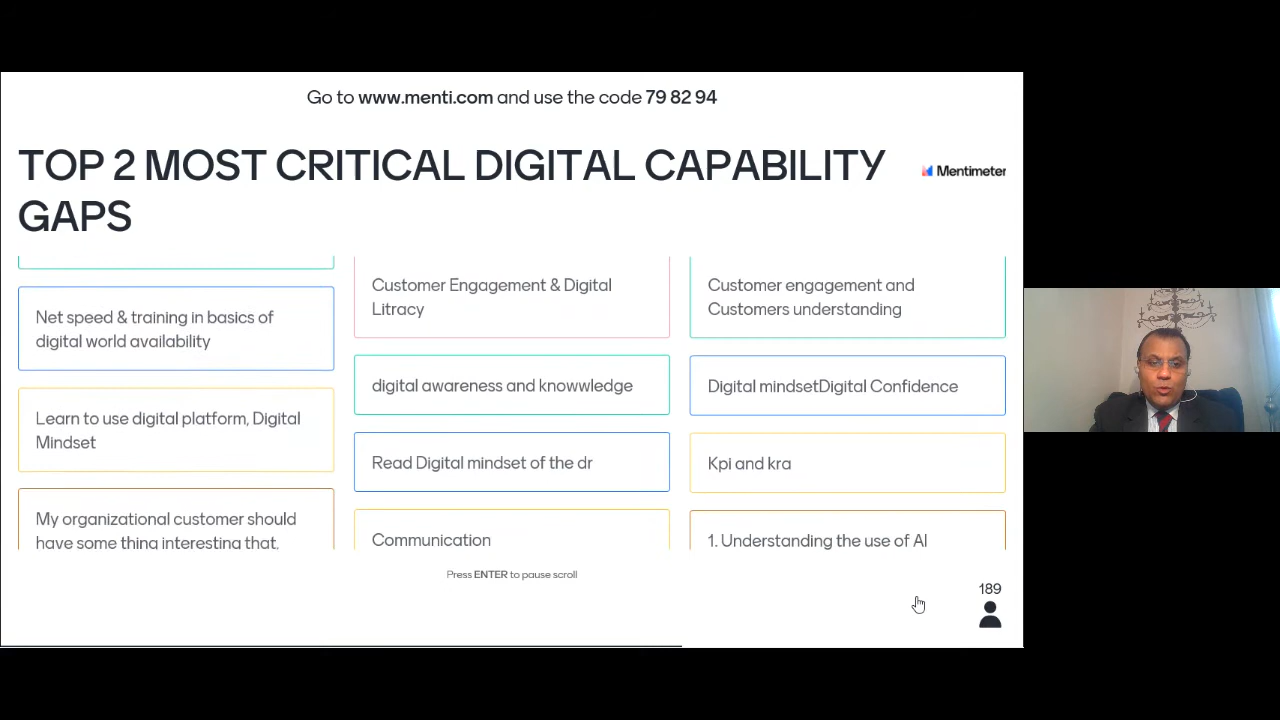 Go to www.menti.com and use the code 79 82 94
TOP 2 MOST CRITICAL DIGITAL CAPABILITY
GAPS
Mentimeter
Net speed & training in basics of
digital world availability
Learn to use digital platform, Digital
Mindset
My organizational customer should
have some thing interesting that,
Customer Engagement & Digital
Litracy
digital awareness and knowwledge
Read Digital mindset of the dr
Communication
Customer engagement and
Customers understanding
Digital mindsetDigital Confidence
Kpi and kra
1. Understanding the use of AI
Press ENTER to pause scroll
189